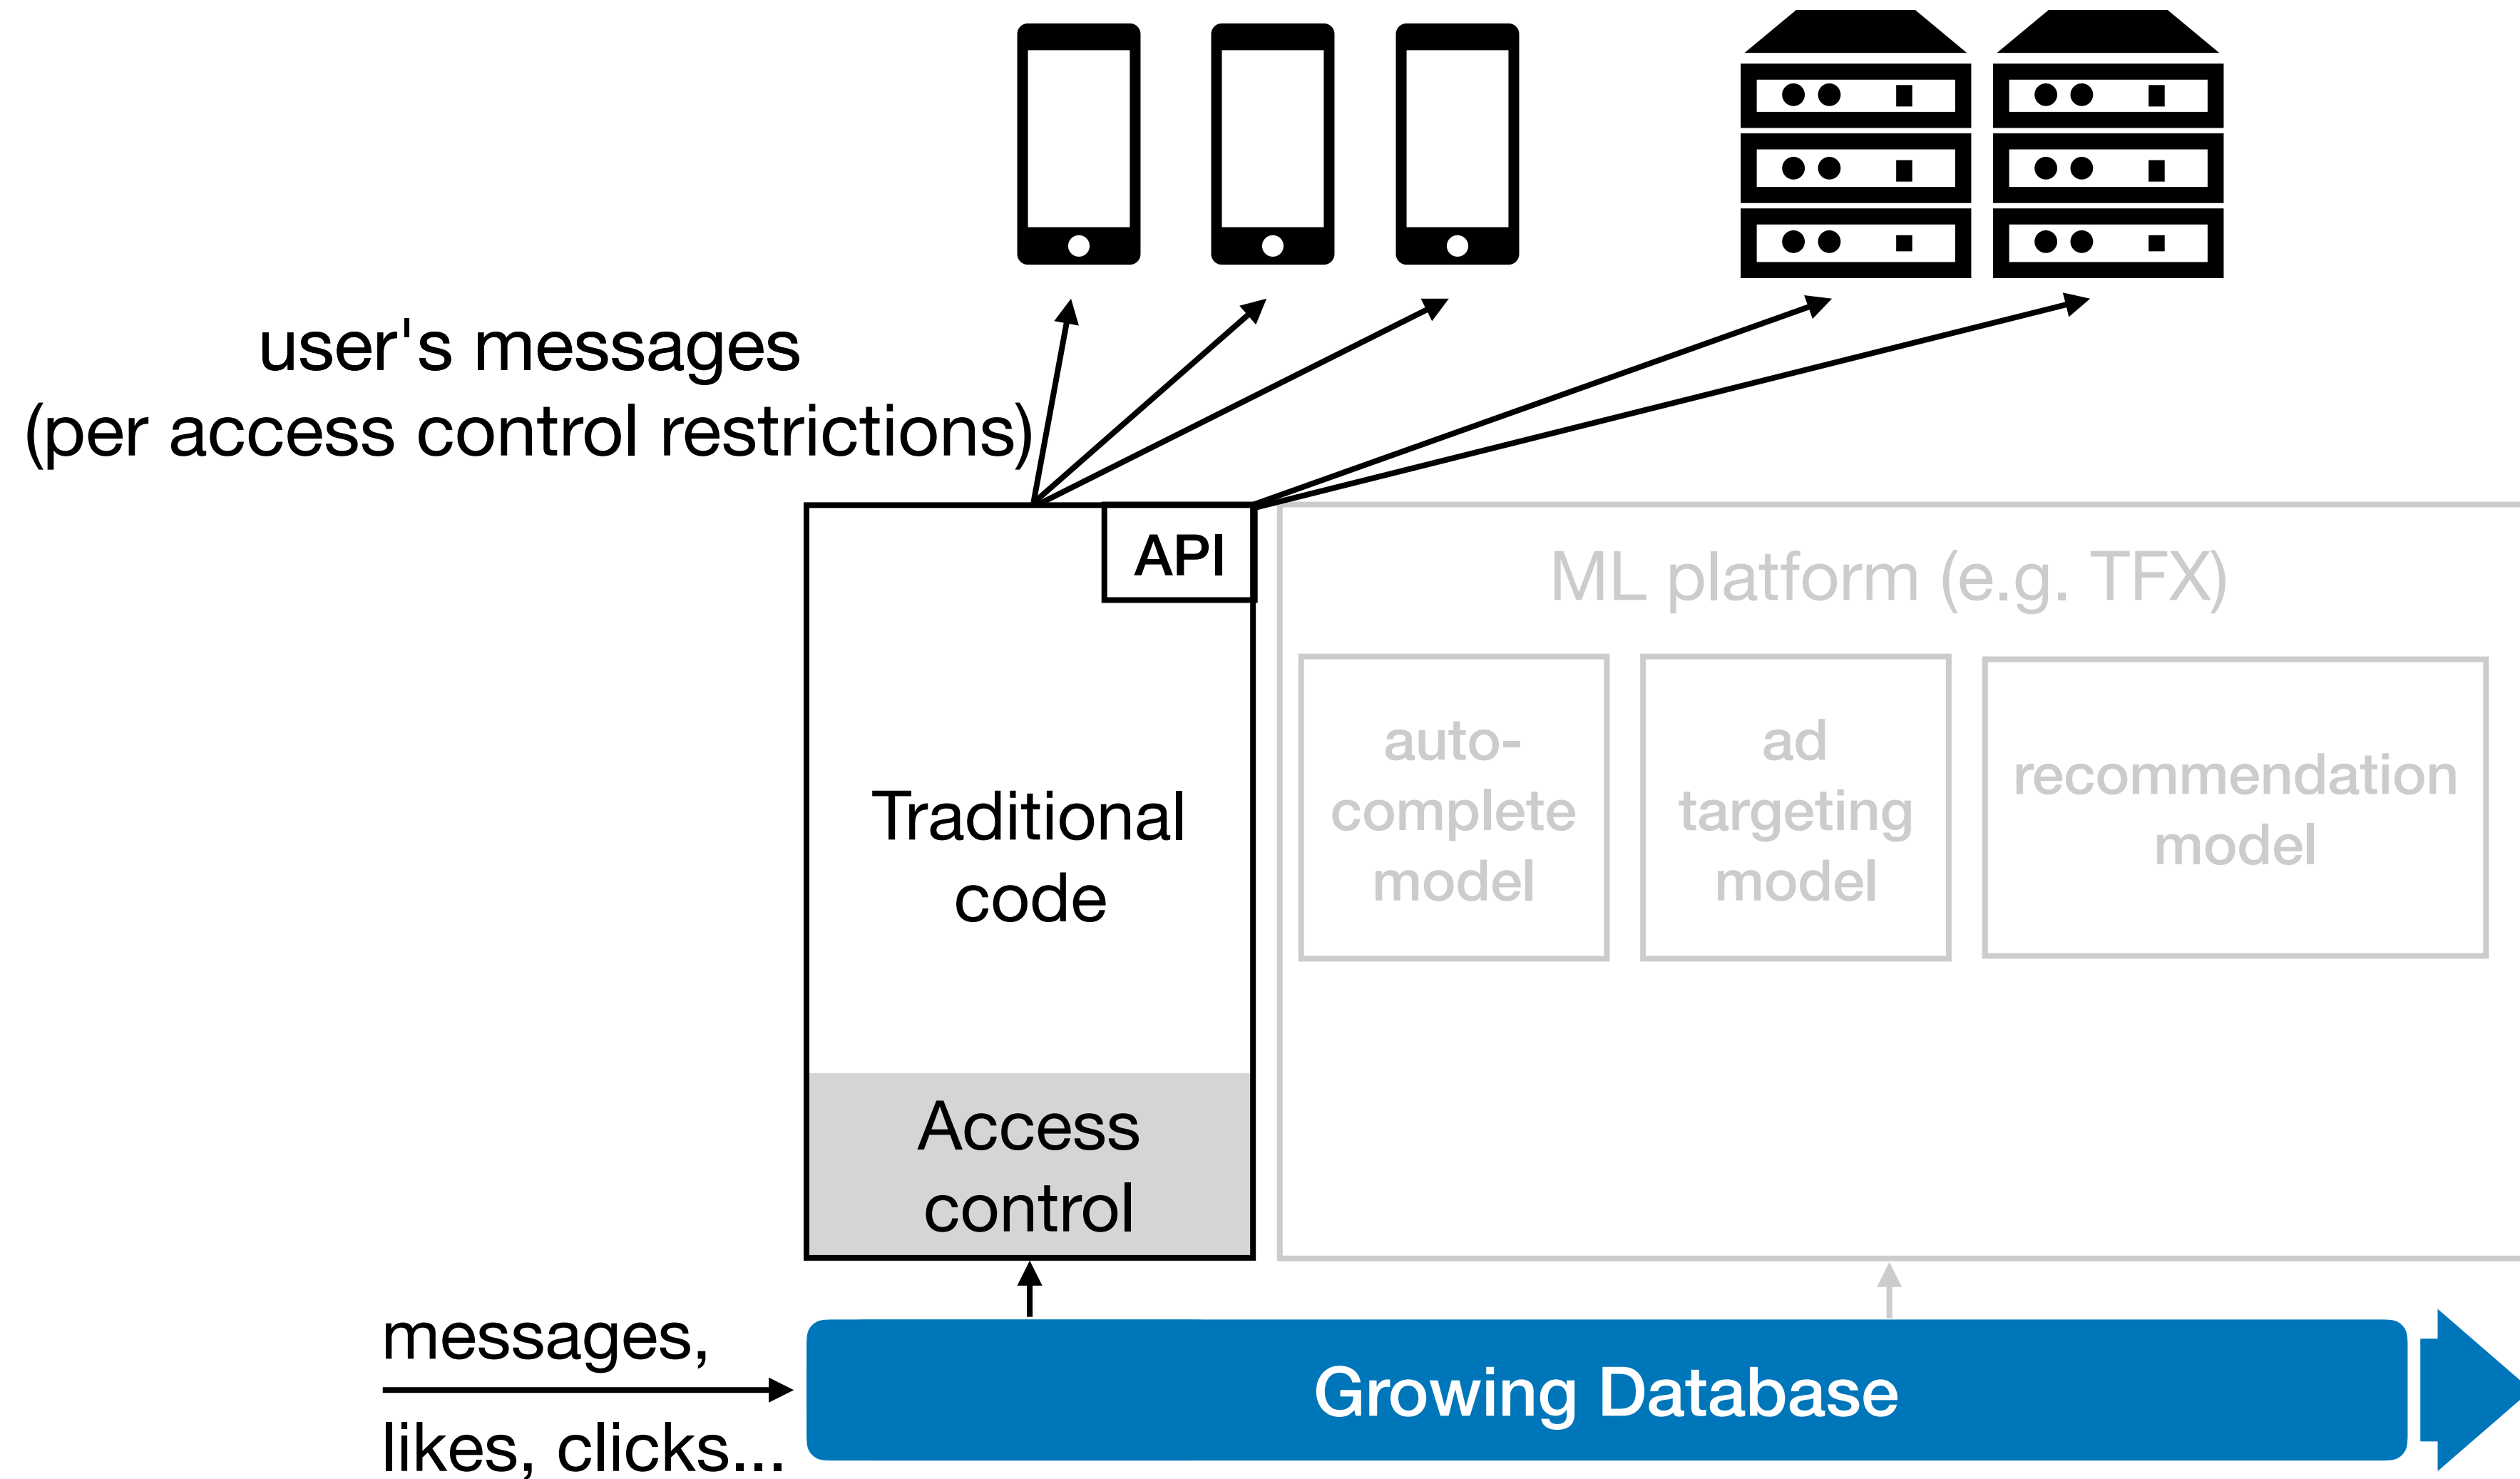 user's messages
(per access control restrictions)
API
Traditional
code
Access
control
ML platform (e.g. TFX)
auto-
complete
model
ad
targeting
model
recommendation
model
messages,
likes, clicks...
Growing Database